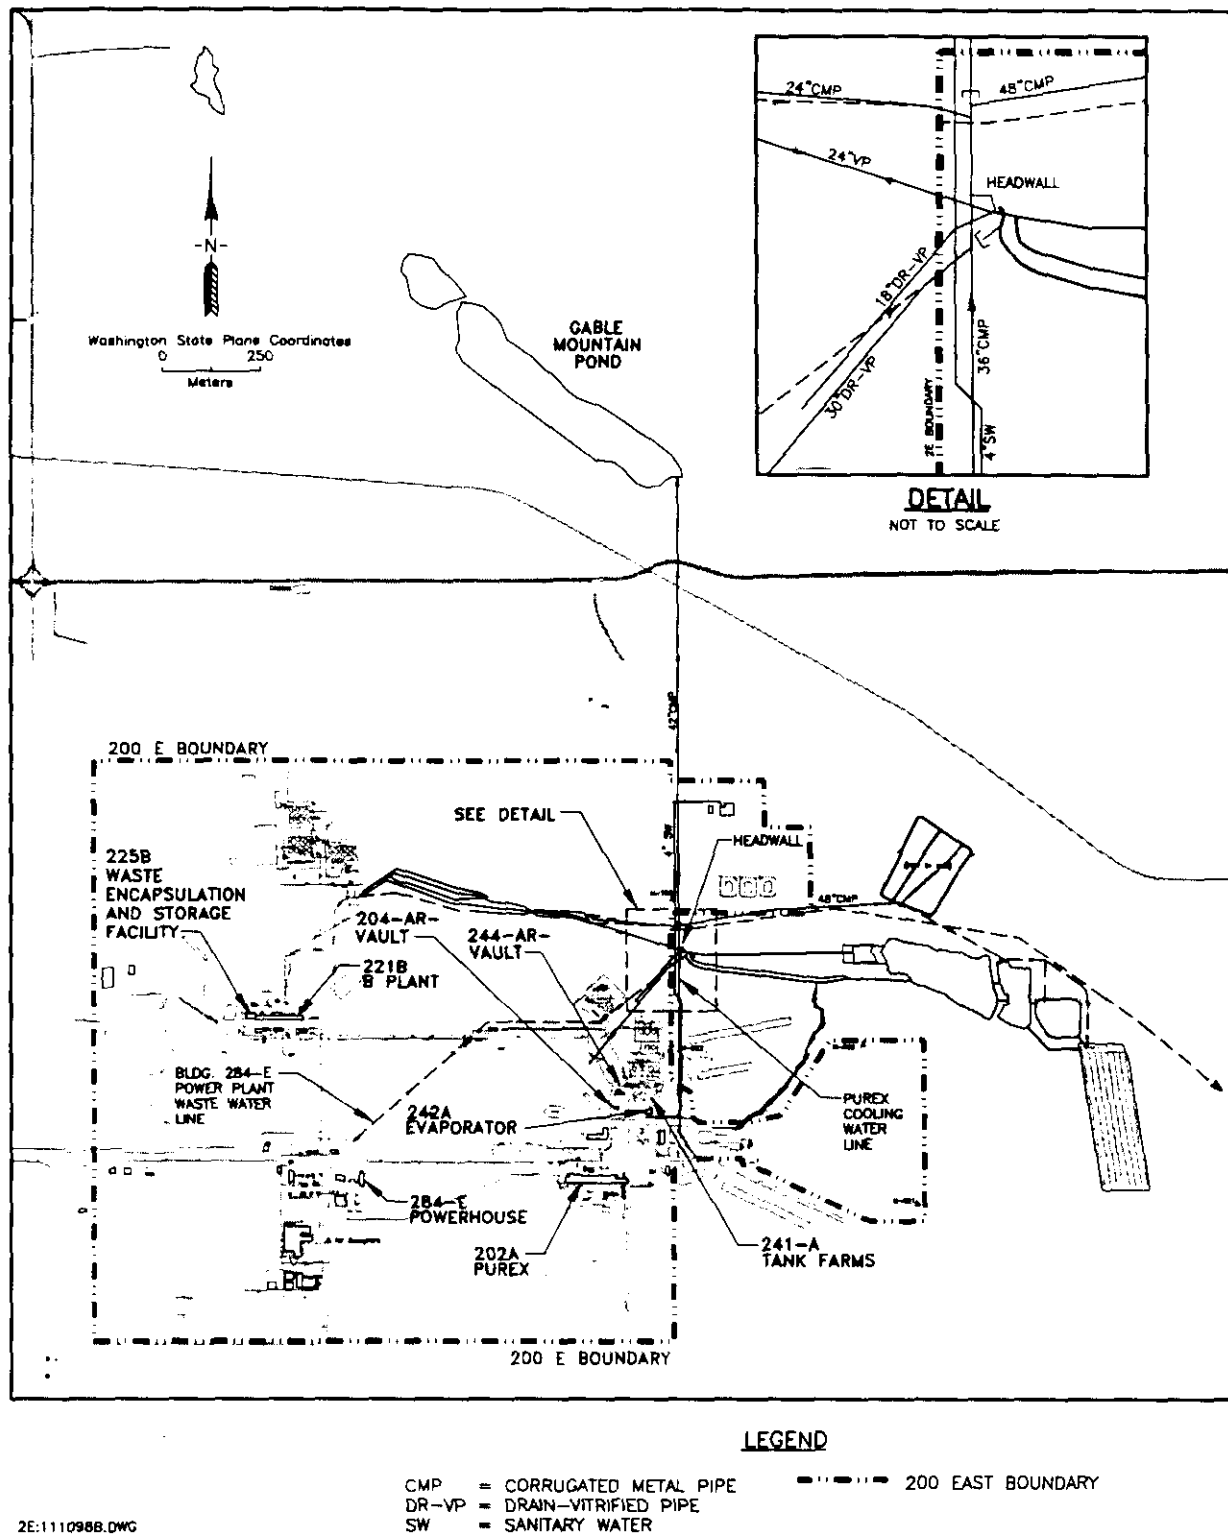 24"CMP
48"CMP
24"VP
HEADWALL
18"DR-VP
30"DR-VP
36"CMP
2E BOUNDARY
4"SW
DETAIL
NOT TO SCALE
-N-
Washington State Plane Coordinates
0 250
Meters
GABLE
MOUNTAIN
POND
42"CMP
200 E BOUNDARY
SEE DETAIL
4" SW
HEADWALL
225B
WASTE
ENCAPSULATION
AND STORAGE
FACILITY
204-AR-
VAULT
244-AR-
VAULT
48"CMP
221B
B PLANT
BLDG. 284-E
POWER PLANT
WASTE WATER
LINE
242A
EVAPORATOR
PUREX
COOLING
WATER
LINE
284-E
POWERHOUSE
202A
PUREX
241-A
TANK FARMS
200 E BOUNDARY
LEGEND
CMP = CORRUGATED METAL PIPE
DR-VP = DRAIN-VITRIFIED PIPE
SW = SANITARY WATER
200 EAST BOUNDARY
2E:111098B.DWG